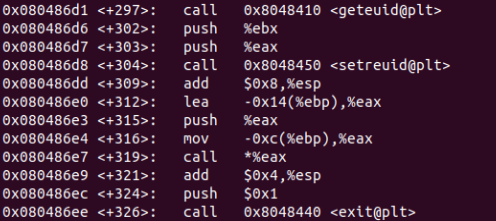 0x080486d1 <+297>: call 0x8048410 <geteuid@plt>
0x080486d6 <+302>: push %ebx
0x080486d7 <+303>: push %eax
0x080486d8 <+304>: call 0x8048450 <setreuid@plt>
0x080486dd <+309>: add $0x8,%esp
0x080486e0 <+312>: lea -0x14(%ebp),%eax
0x080486e3 <+315>: push %eax
0x080486e4 <+316>: mov -0xc(%ebp),%eax
0x080486e7 <+319>: call *%eax
0x080486e9 <+321>: add $0x4,%esp
0x080486ec <+324>: push $0x1
0x080486ee <+326>: call 0x8048440 <exit@plt>